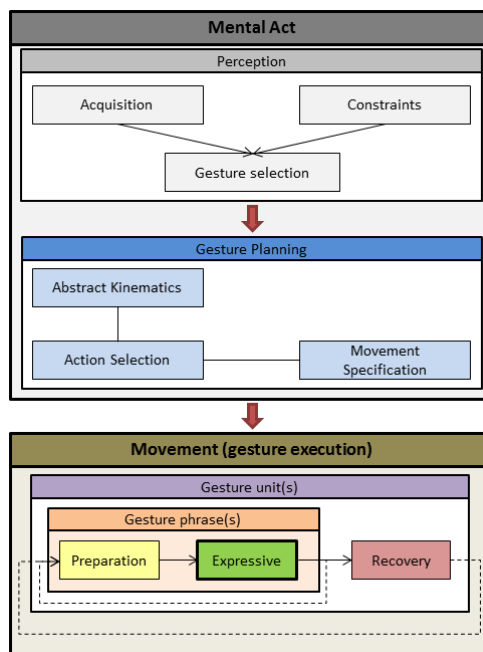 Mental Act
Perception
Acquisition
Constraints
Gesture selection
Gesture Planning
Abstract Kinematics
Action Selection
Movement
Specification
Movement (gesture execution)
Gesture unit(s)
Gesture phrase(s)
Preparation
Expressive
Recovery